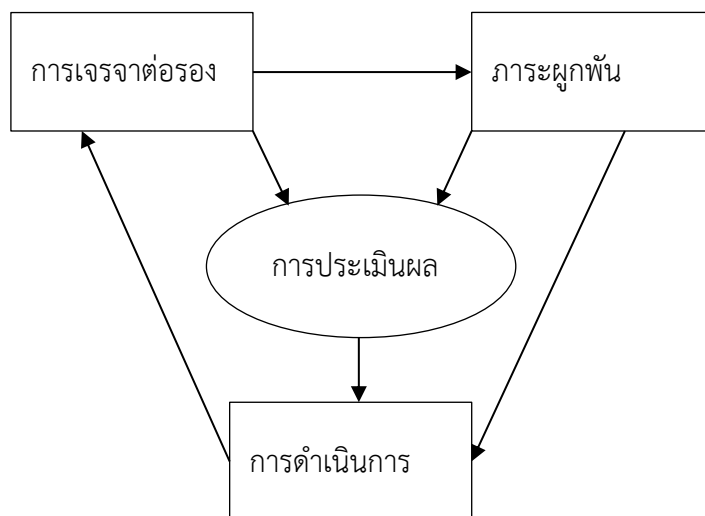 การเจรจาต่อรอง
ภาระผูกพัน
การประเมินผล
การดำเนินการ